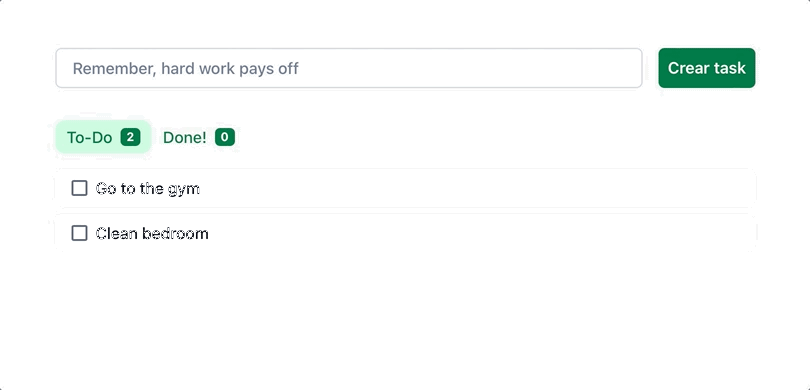 Remember, hard work pays off
Crear task
To-Do 2 Done! 0
Go to the gym
Clean bedroom